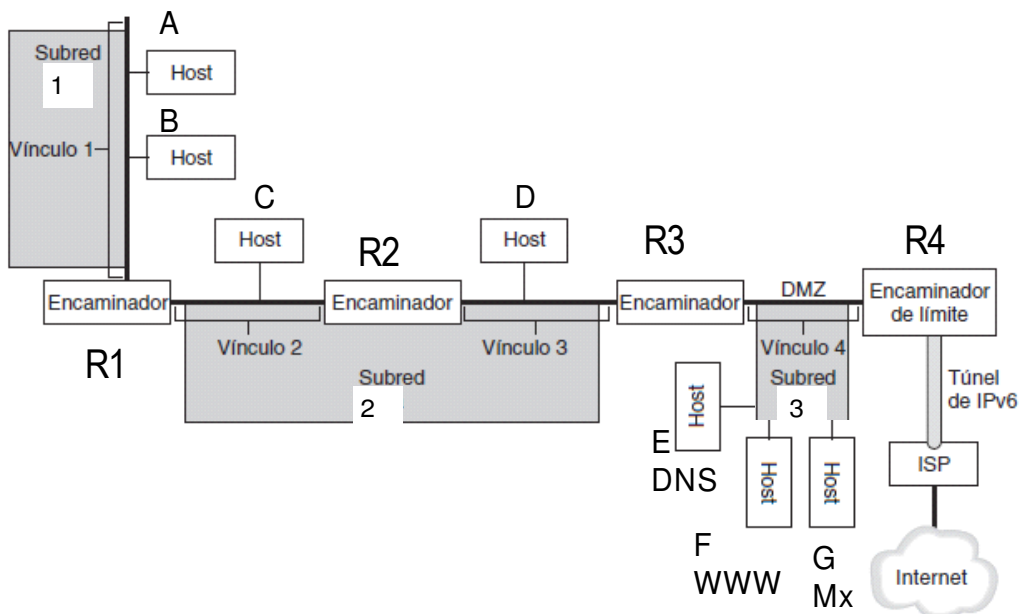 A
Subred
1
Host
B
Vínculo 1
Host
C
Host
D
Host
R1
Encaminador
R2
Encaminador
R3
Encaminador
R4
Encaminador
de límite
DMZ
Vínculo 2
Vínculo 3
Vínculo 4
Subred
2
Subred
3
Host
E
DNS
Host
F
WWW
Host
G
Mx
Túnel
de IPv6
ISP
Internet